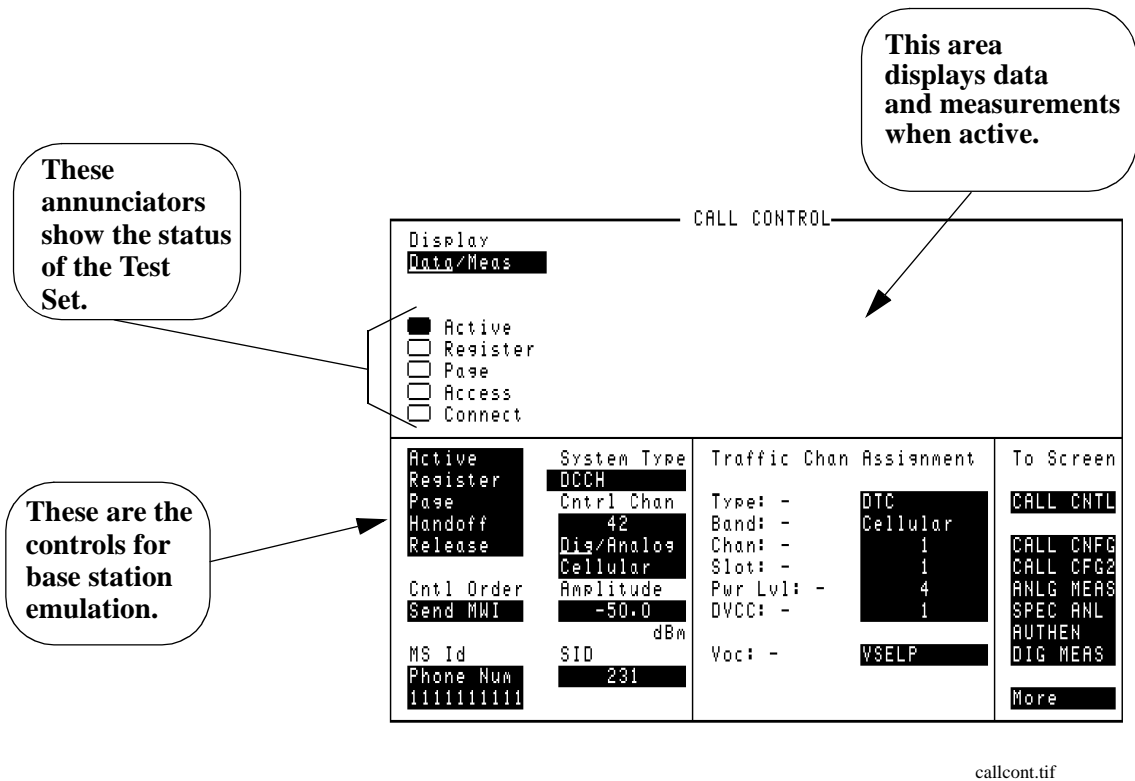 This area
displays data
and measurements
when active.
These
annunciators
show the status
of the Test
Set.
CALL CONTROL
Display
Data/Meas
Active
Register
Page
Access
Connect
These are the
controls for
base station
emulation.
Active
Register
Page
Handoff
Release
Cntl Order
Send MWI
MS Id
Phone Num
1111111111
System Type
DCCH
Cntrl Chan
42
Dig/Analog
Cellular
Amplitude
-50.0
dBm
SID
231
Traffic Chan Assignment
Type: - DTC
Band: - Cellular
Chan: - 1
Slot: - 1
Pwr Lvl: - 4
DVCC: - 1
Voc: - VSELP
To Screen
CALL CNTL
CALL CNFG
CALL CFG2
ANLG MEAS
SPEC ANL
AUTHEN
DIG MEAS
More
callcont.tif